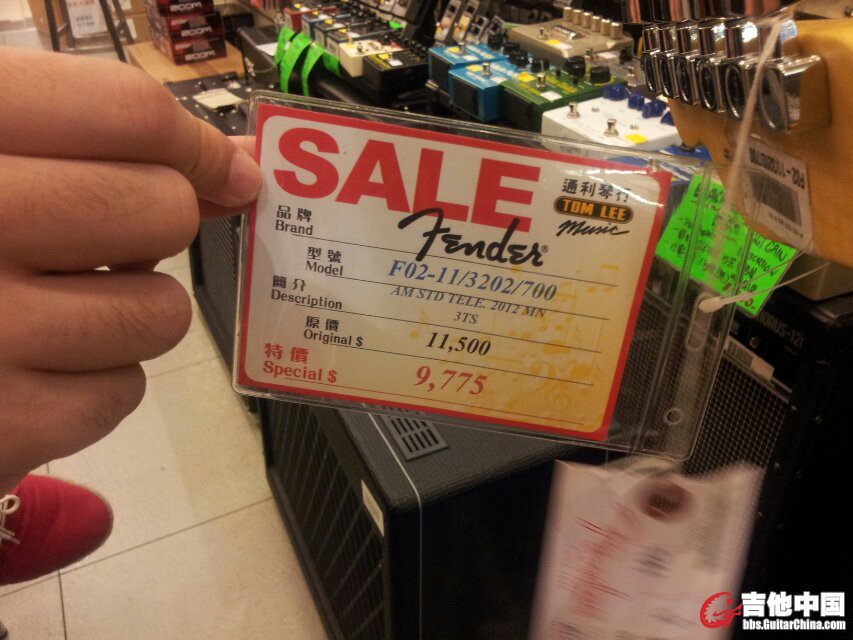 SALE
通利琴行
TOM LEE
Music
品牌
Brand
Fender
型號
Model
F02-11/3202/700
簡介
Description
AM STD TELE. 2012 MN
3TS
原價
Original $
11,500
特價
Special $
9,775
ZOOM
吉他中国
bbs.GuitarChina.com